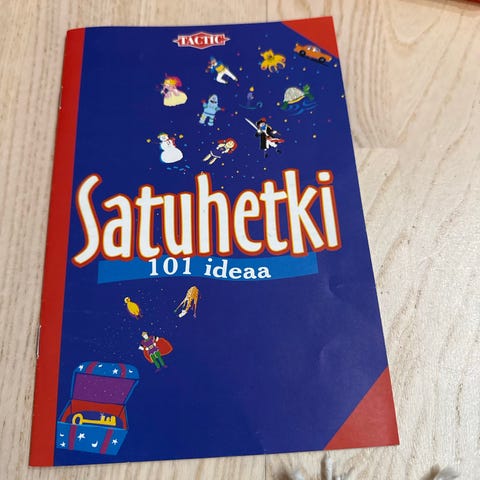 TACTIC
Satuhetki
101 ideaa